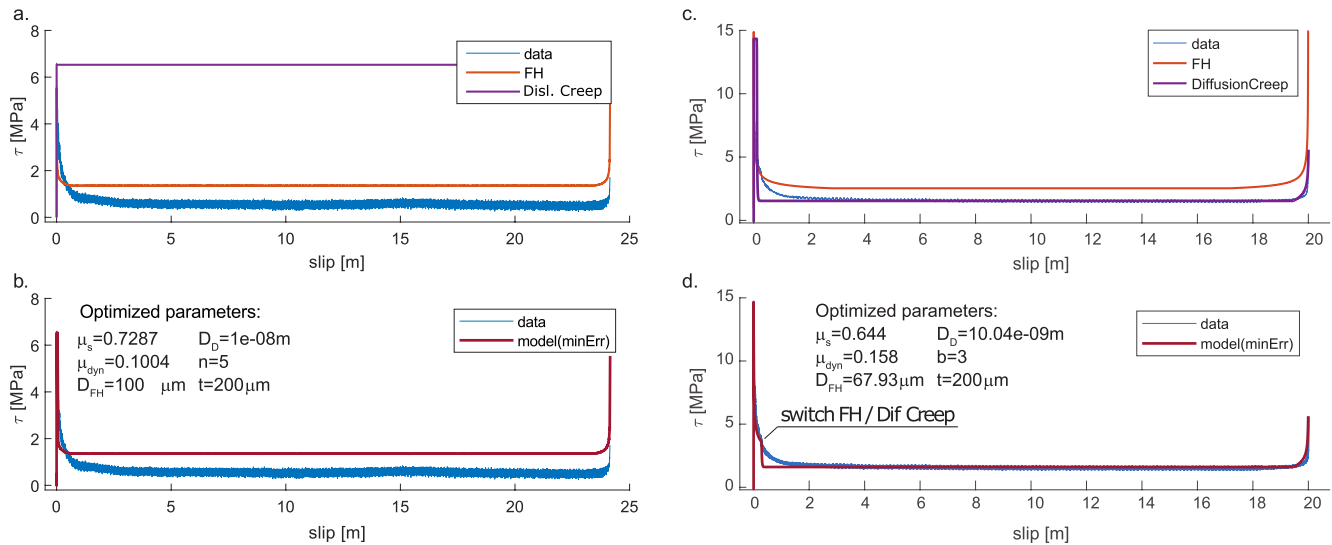 a.
8
6
4
2
0
τ [MPa]
data
FH
Disl. Creep
0
5
10
15
20
25
slip [m]
b.
8
6
4
2
0
τ [MPa]
Optimized parameters:
μs=0.7287 DD=1e-08m
μdyn=0.1004 n=5
DFH=100 μm t=200μm
data
model(minErr)
0
5
10
15
20
25
slip [m]
c.
15
10
5
0
τ [MPa]
data
FH
DiffusionCreep
0
2
4
6
8
10
12
14
16
18
20
slip [m]
d.
15
10
5
0
τ [MPa]
Optimized parameters:
μs=0.644 DD=10.04e-09m
μdyn=0.158 b=3
DFH=67.93μm t=200μm
switch FH / Dif Creep
data
model(minErr)
0
2
4
6
8
10
12
14
16
18
20
slip [m]